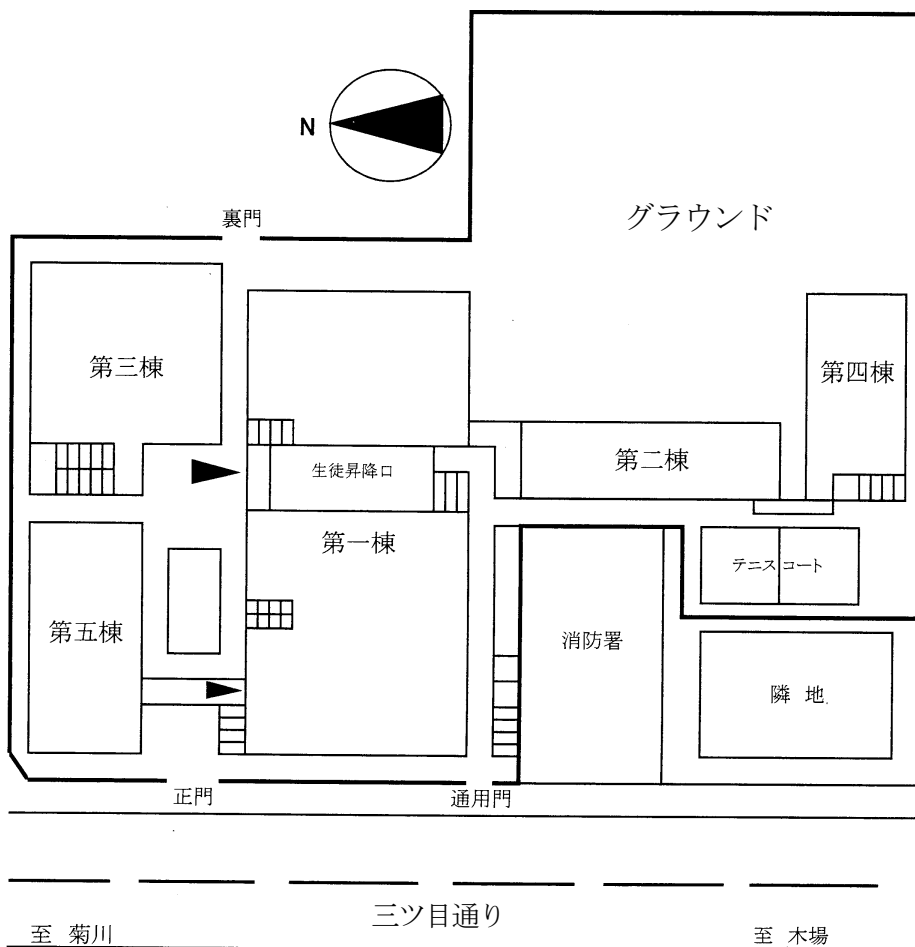 N
裏門
グラウンド
第三棟
第四棟
生徒昇降口
第二棟
第一棟
テニスコート
第五棟
消防署
隣 地
正門
通用門
三ツ目通り
至 菊川
至 木場